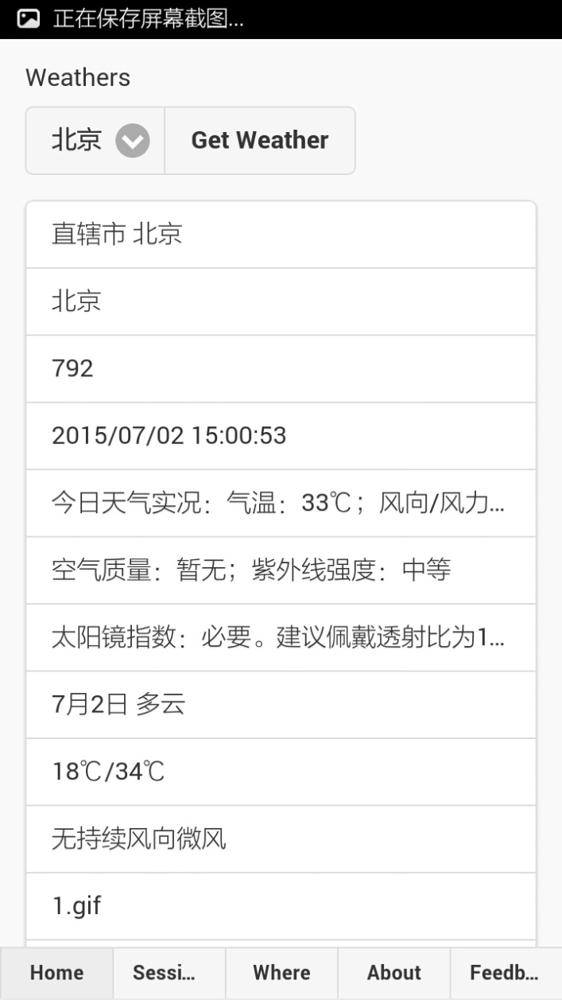 正在保存屏幕截图...
Weathers
北京
Get Weather
直辖市 北京
北京
792
2015/07/02 15:00:53
今日天气实况：气温：33℃；风向/风力...
空气质量：暂无；紫外线强度：中等
太阳镜指数：必要。建议佩戴透射比为1...
7月2日 多云
18℃/34℃
无持续风向微风
1.gif
Home
Sessi...
Where
About
Feedb...